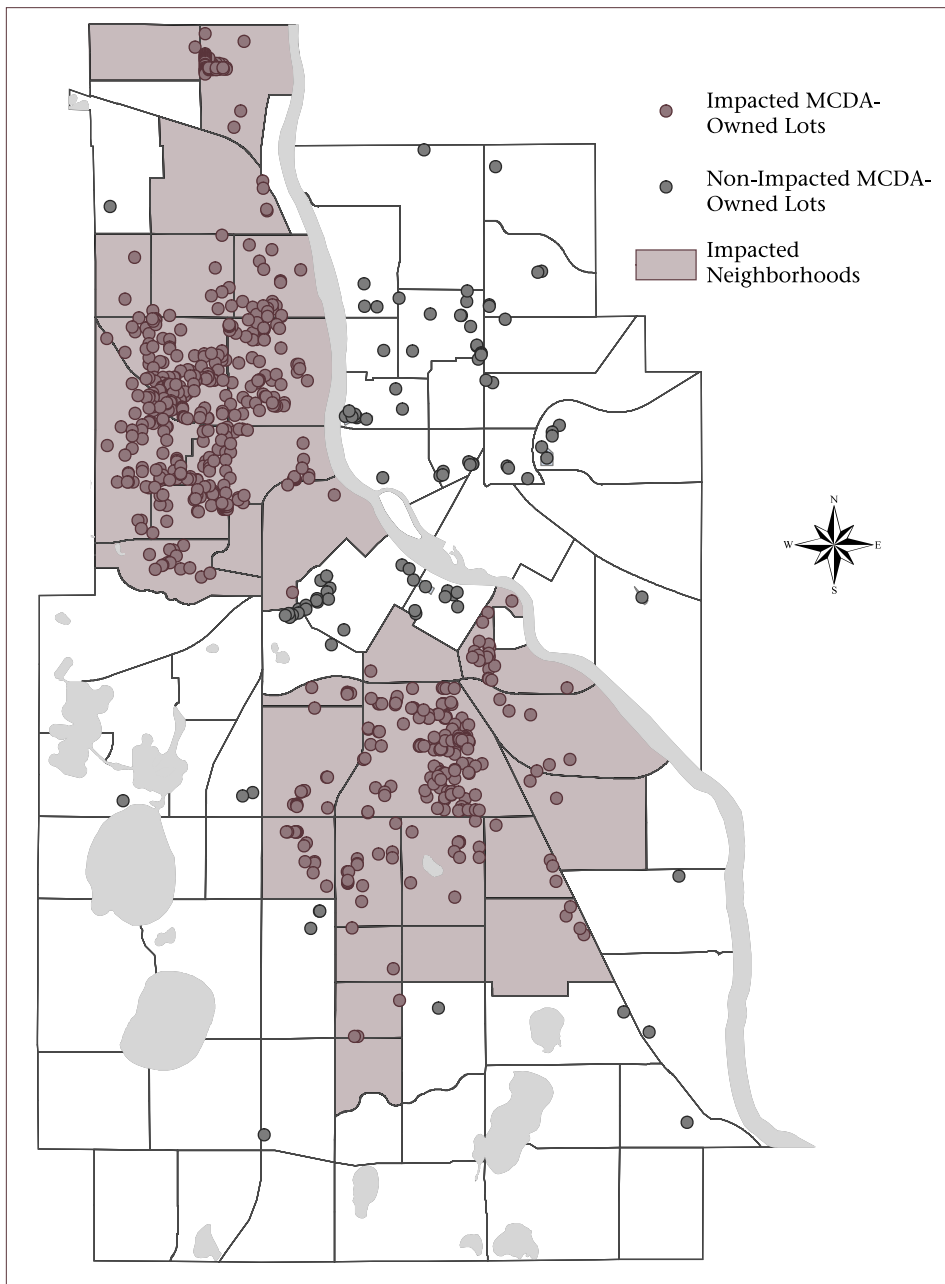 Impacted MCDA-
Owned Lots
Non-Impacted MCDA-
Owned Lots
Impacted
Neighborhoods
N
W E
S